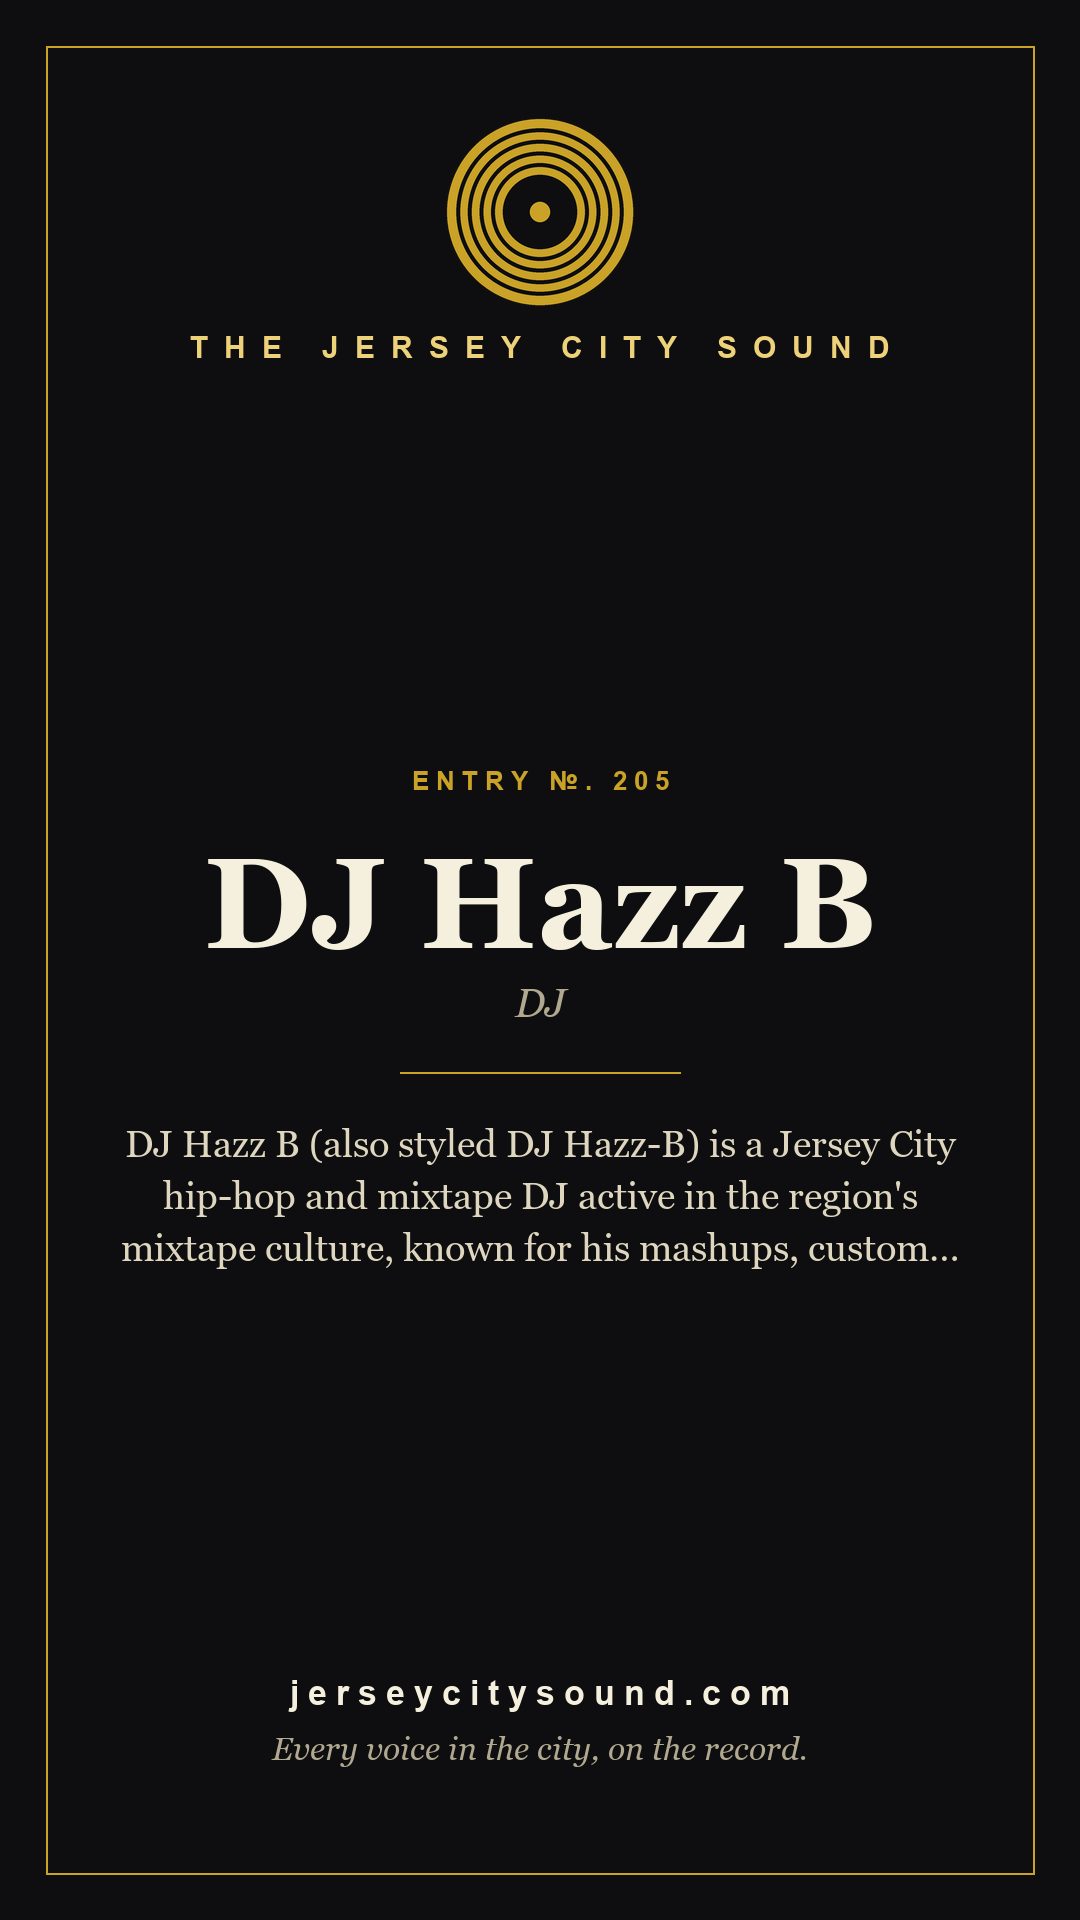 THE JERSEY CITY SOUND
ENTRY №. 205
DJ Hazz B
DJ
DJ Hazz B (also styled DJ Hazz-B) is a Jersey City
hip-hop and mixtape DJ active in the region's
mixtape culture, known for his mashups, custom...
jerseycitysound.com
Every voice in the city, on the record.